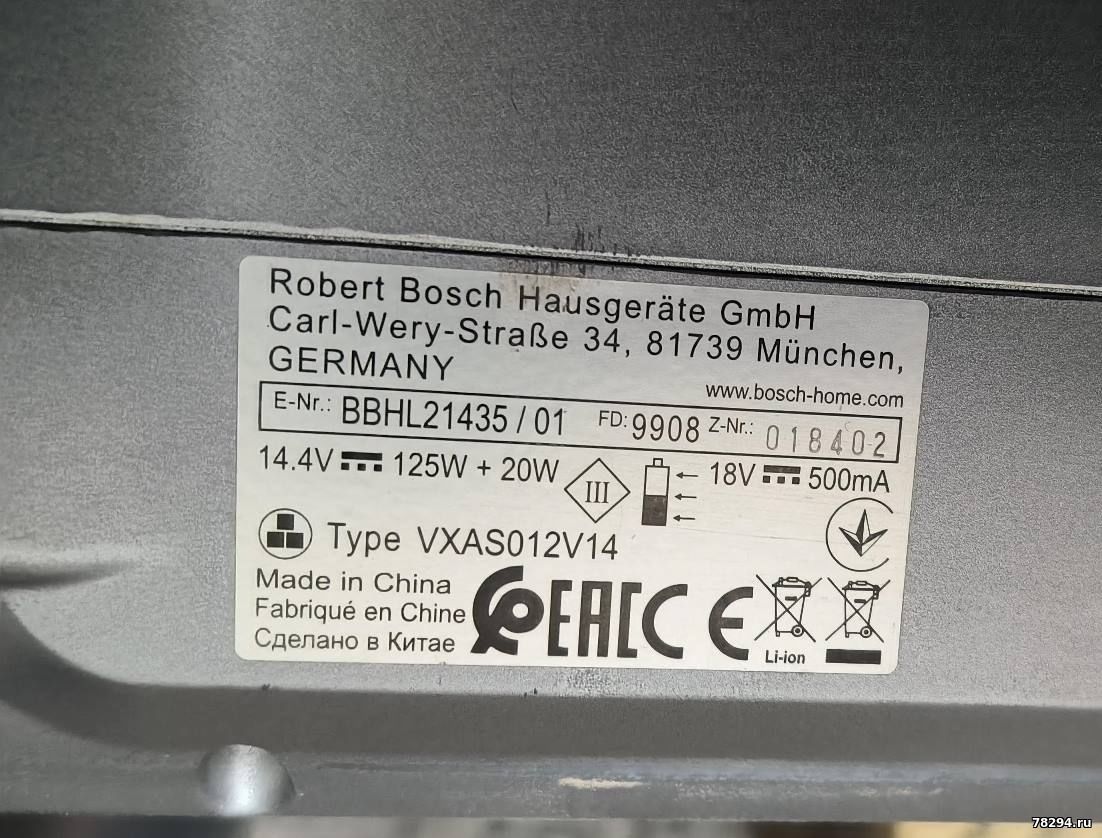 Robert Bosch Hausgeräte GmbH
Carl-Wery-Straße 34, 81739 München,
GERMANY
www.bosch-home.com
E-Nr.: BBHL21435 / 01 FD: 9908 Z-Nr.: 018402
14.4V 125W + 20W III 18V 500mA
Type VXAS012V14
Made in China
Fabriqué en Chine
Сделано в Китае
EAC CE
Li-ion
78294.ru